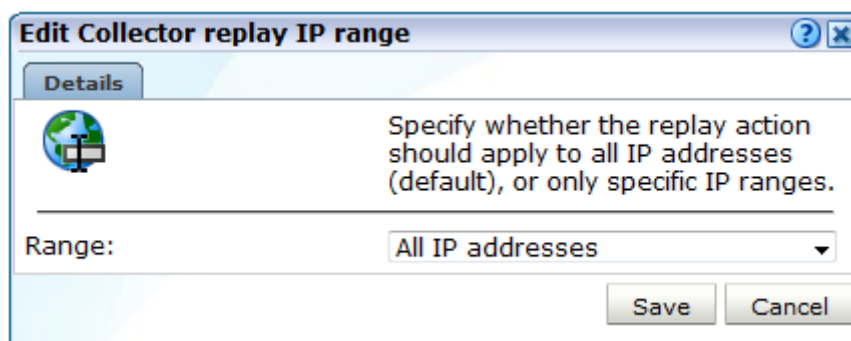 Edit Collector replay IP range
Details
Specify whether the replay action
should apply to all IP addresses
(default), or only specific IP ranges.
Range:
All IP addresses
Save
Cancel